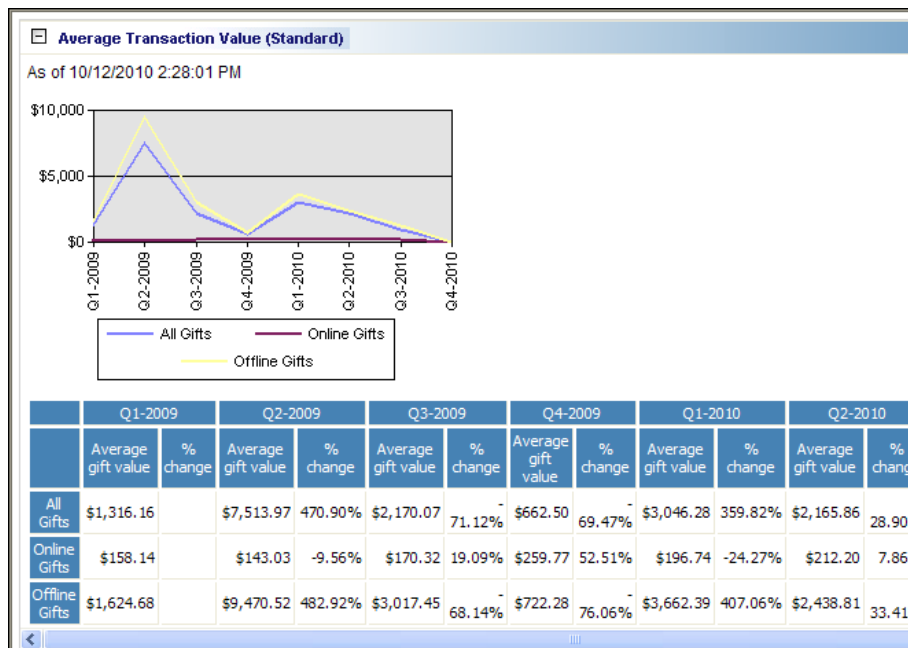 Average Transaction Value (Standard)
As of 10/12/2010 2:28:01 PM
$10,000
$5,000
$0
Q1-2009
Q2-2009
Q3-2009
Q4-2009
Q1-2010
Q2-2010
Q3-2010
Q4-2010
All Gifts
Online Gifts
Offline Gifts
Q1-2009 Q2-2009 Q3-2009 Q4-2009 Q1-2010 Q2-2010
Average gift value % change Average gift value % change Average gift value % change Average gift value % change Average gift value % change Average gift value %
All Gifts $1,316.16 $7,513.97 470.90% $2,170.07 -71.12% $662.50 -69.47% $3,046.28 359.82% $2,165.86 28.90
Online Gifts $158.14 $143.03 -9.56% $170.32 19.09% $259.77 52.51% $196.74 -24.27% $212.20 7.86
Offline Gifts $1,624.68 $9,470.52 482.92% $3,017.45 -68.14% $722.28 -76.06% $3,662.39 407.06% $2,438.81 33.41